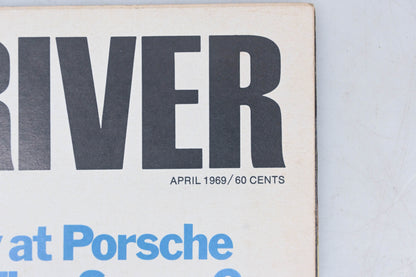 RIVER
APRIL 1969/60 CENTS
at Porsche